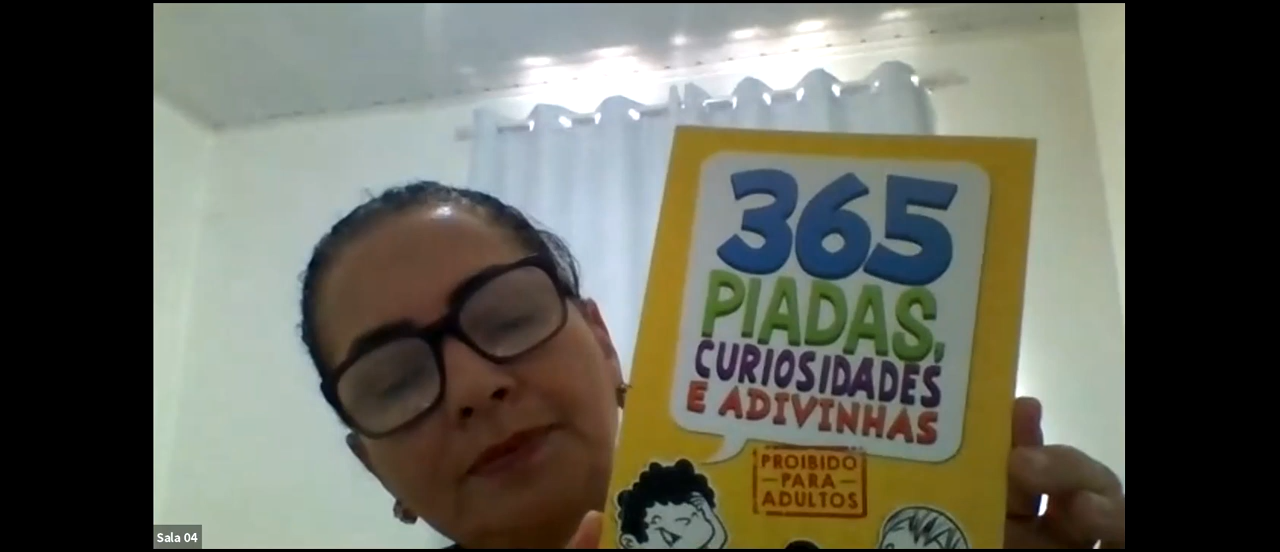 365
PIADAS,
CURIOSIDADES
E ADIVINHAS
PROIBIDO
PARA
ADULTOS
Sala 04